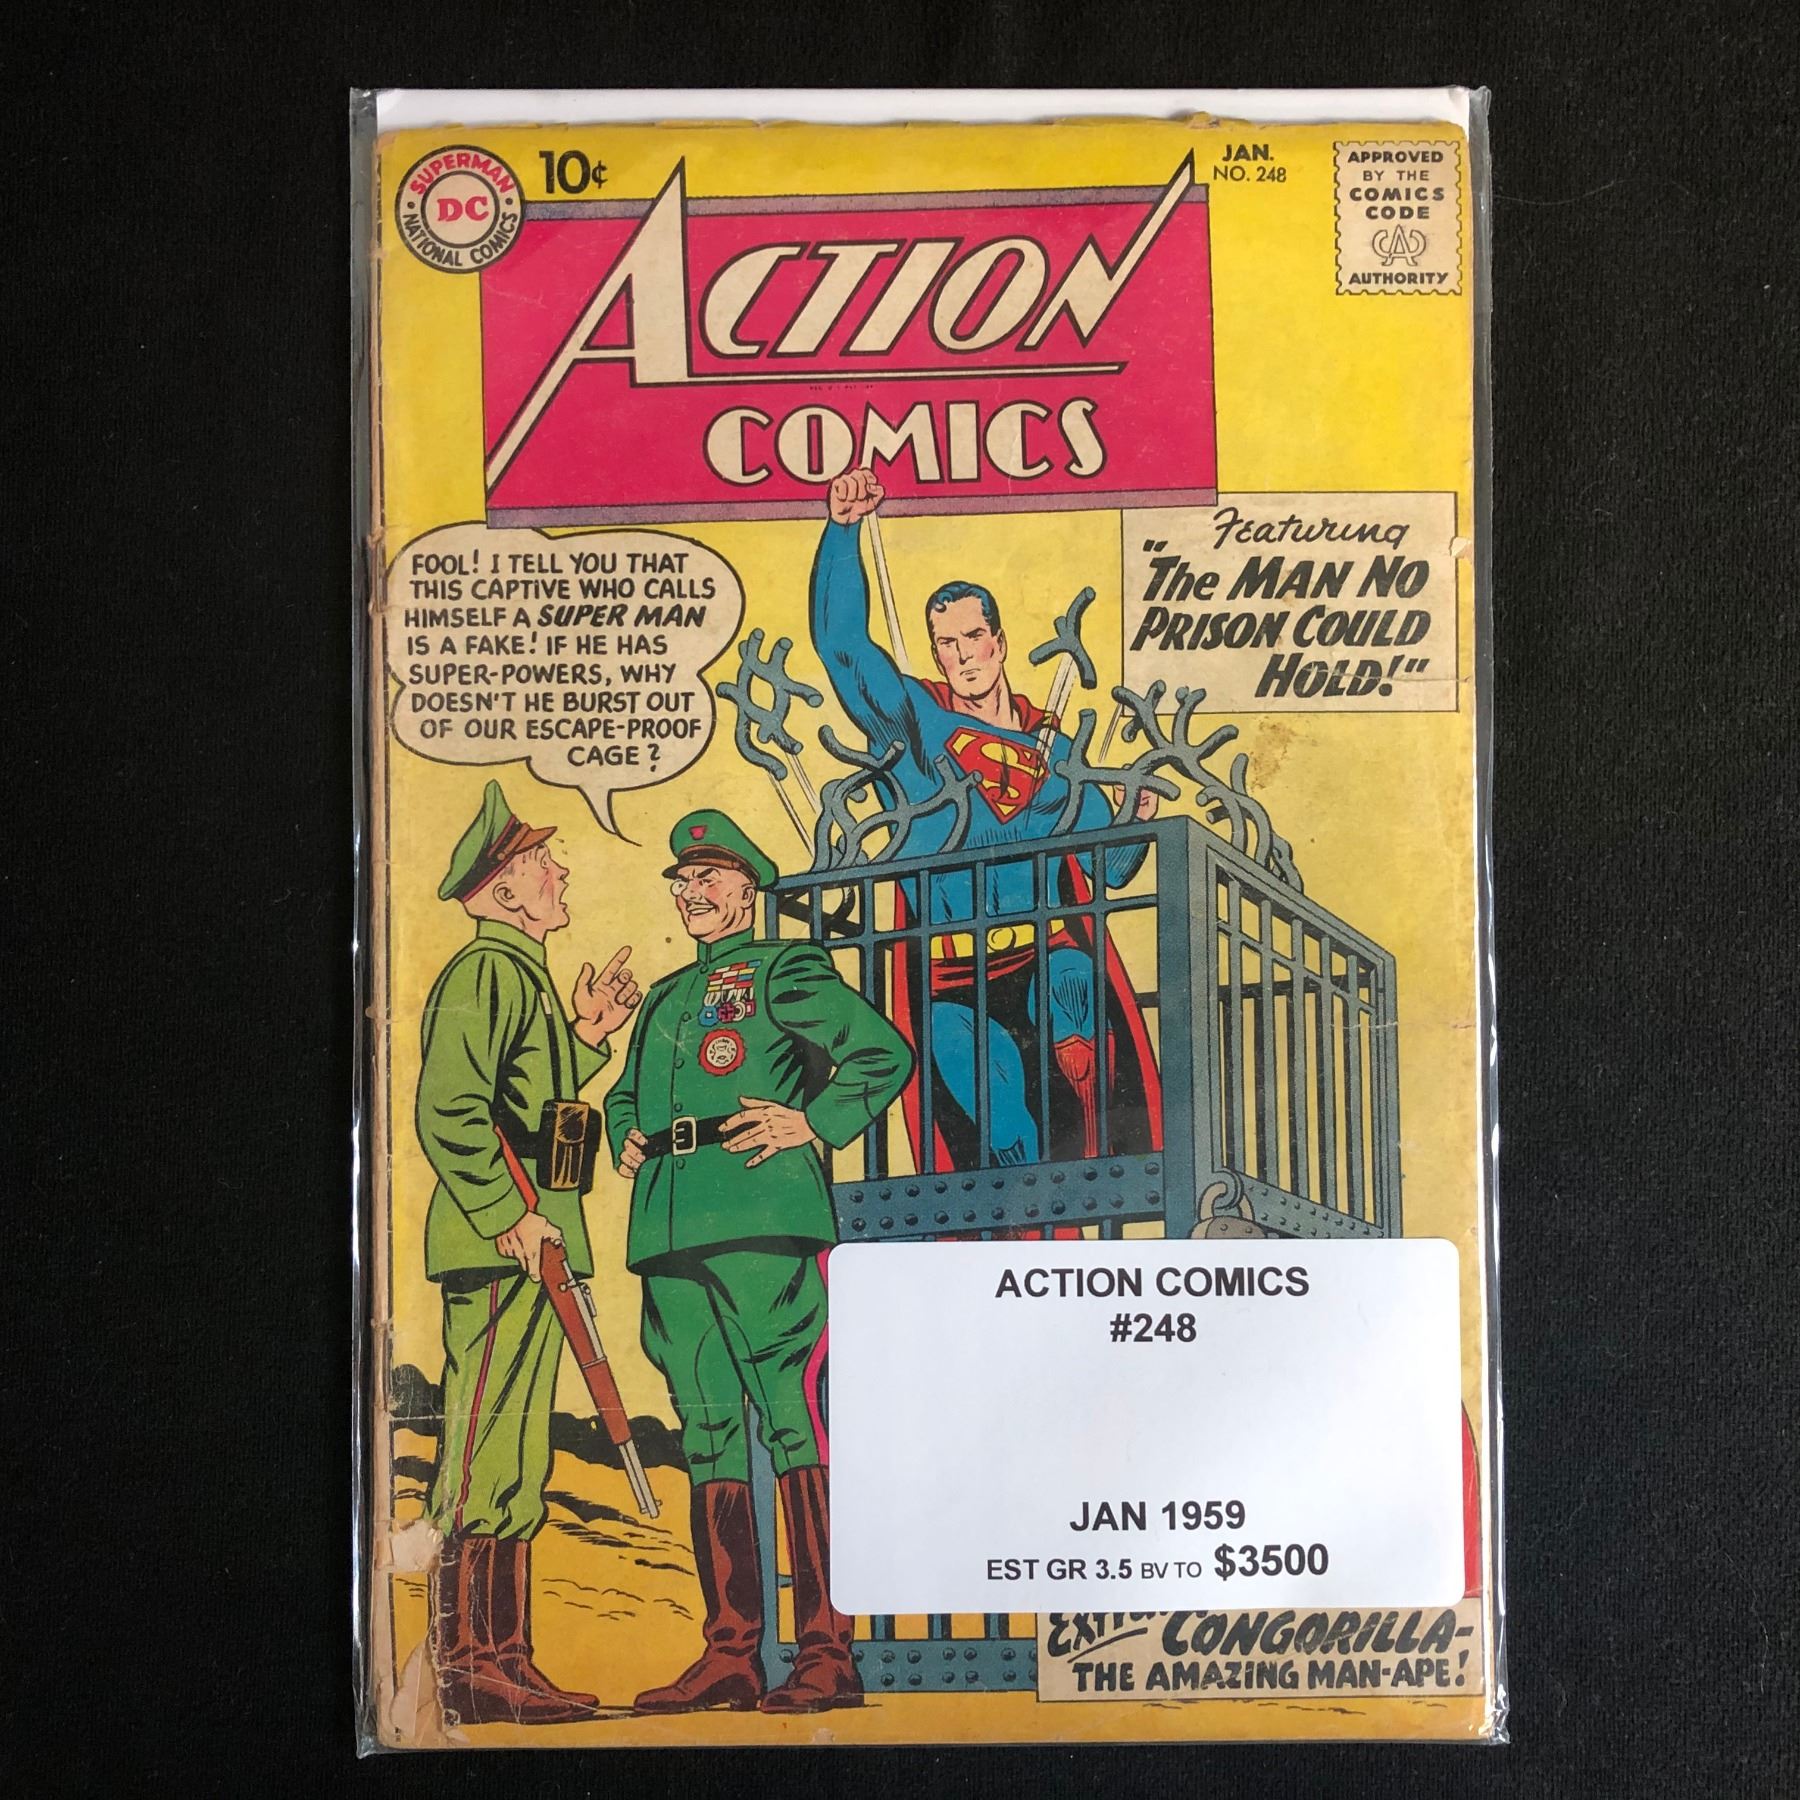 SUPERMAN
DC
NATIONAL COMICS
10¢
JAN.
NO. 248
APPROVED
BY THE
COMICS
CODE
CA
AUTHORITY
ACTION
COMICS
Featuring
"The MAN NO
PRISON COULD
HOLD!"
FOOL! I TELL YOU THAT
THIS CAPTIVE WHO CALLS
HIMSELF A SUPER MAN
IS A FAKE! IF HE HAS
SUPER-POWERS, WHY
DOESN'T HE BURST OUT
OF OUR ESCAPE-PROOF
CAGE?
S
ACTION COMICS
#248
JAN 1959
EST GR 3.5 BV TO $3500
CONGORILLA-
THE AMAZING MAN-APE!